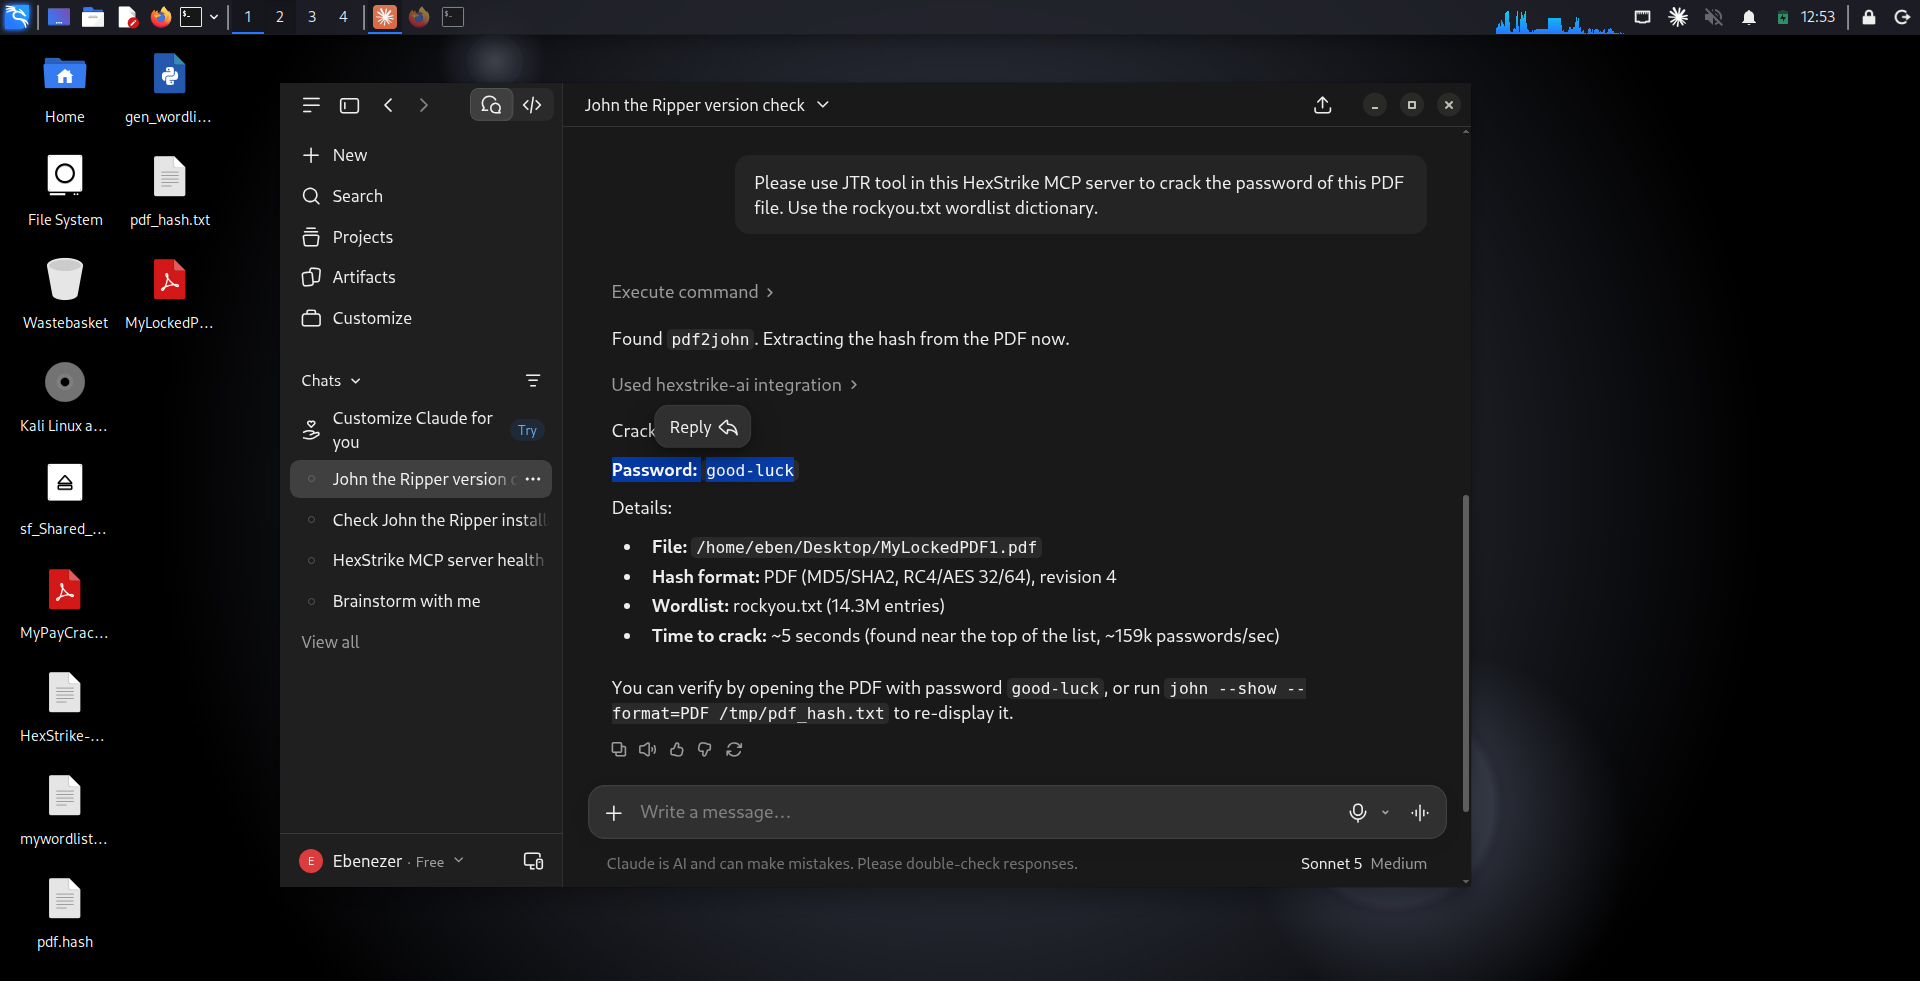 1 2 3 4
12:53
Home
gen_wordli...
File System
pdf_hash.txt
Wastebasket
MyLockedP...
Kali Linux a...
sf_Shared_...
MyPayCrac...
HexStrike-...
mywordlist...
pdf.hash
New
Search
Projects
Artifacts
Customize
Chats
Customize Claude for
you
Try
John the Ripper version c
Check John the Ripper install
HexStrike MCP server health
Brainstorm with me
View all
E Ebenezer · Free
John the Ripper version check
Please use JTR tool in this HexStrike MCP server to crack the password of this PDF
file. Use the rockyou.txt wordlist dictionary.
Execute command
Found pdf2john. Extracting the hash from the PDF now.
Used hexstrike-ai integration
Crack
Reply
Password: good-luck
Details:
• File: /home/eben/Desktop/MyLockedPDF1.pdf
• Hash format: PDF (MD5/SHA2, RC4/AES 32/64), revision 4
• Wordlist: rockyou.txt (14.3M entries)
• Time to crack: ~5 seconds (found near the top of the list, ~159k passwords/sec)
You can verify by opening the PDF with password good-luck, or run john --show --
format=PDF /tmp/pdf_hash.txt to re-display it.
Write a message...
Claude is AI and can make mistakes. Please double-check responses.
Sonnet 5 Medium